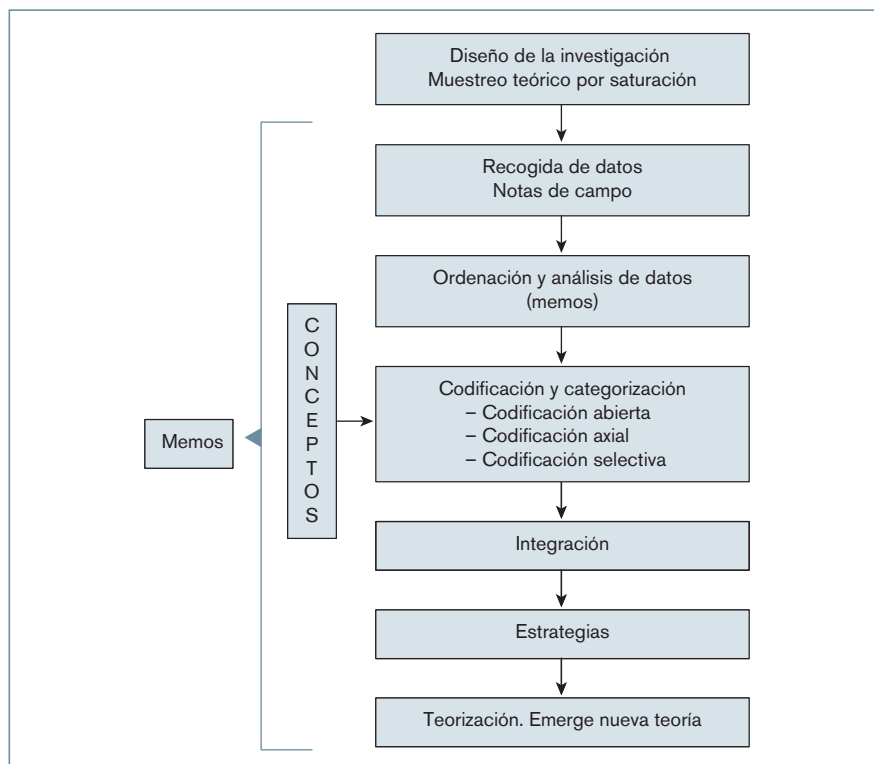 Diseño de la investigación
Muestreo teórico por saturación
Recogida de datos
Notas de campo
Ordenación y análisis de datos
(memos)
CONCEPTOS
Codificación y categorización
– Codificación abierta
– Codificación axial
– Codificación selectiva
Memos
Integración
Estrategias
Teorización. Emerge nueva teoría